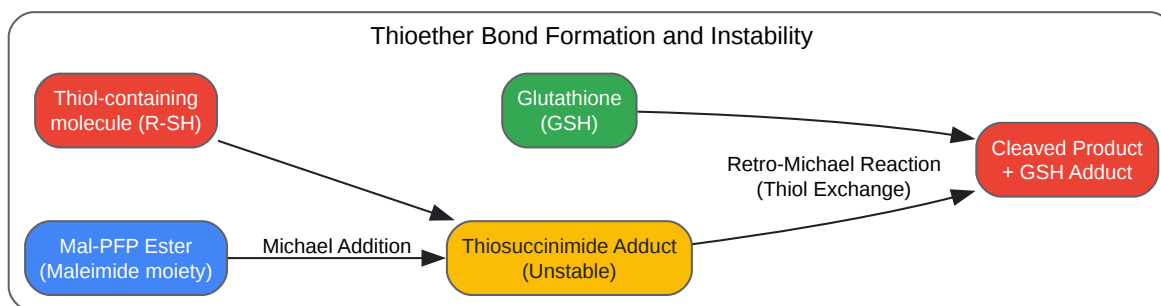 Thioether Bond Formation and Instability
Thiol-containing
molecule (R-SH)
Glutathione
(GSH)
Cleaved Product
+ GSH Adduct
Retro-Michael Reaction
(Thiol Exchange)
Mal-PFP Ester
(Maleimide moiety)
Michael Addition
Thiosuccinimide Adduct
(Unstable)